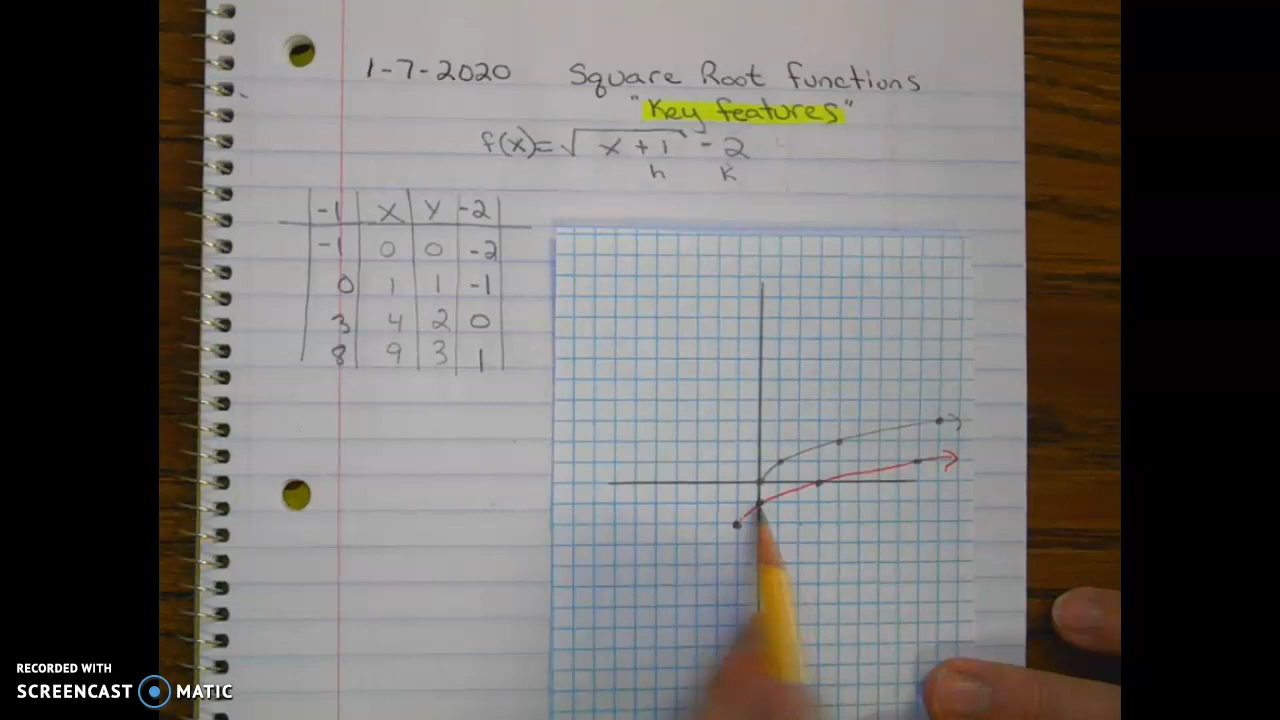 1-7-2020 Square Root functions
"Key features"
f(x)=√x+1 - 2
h k
-1 X Y -2
-1 0 0 -2
0 1 1 -1
3 4 2 0
8 9 3 1
RECORDED WITH
SCREENCAST MATIC